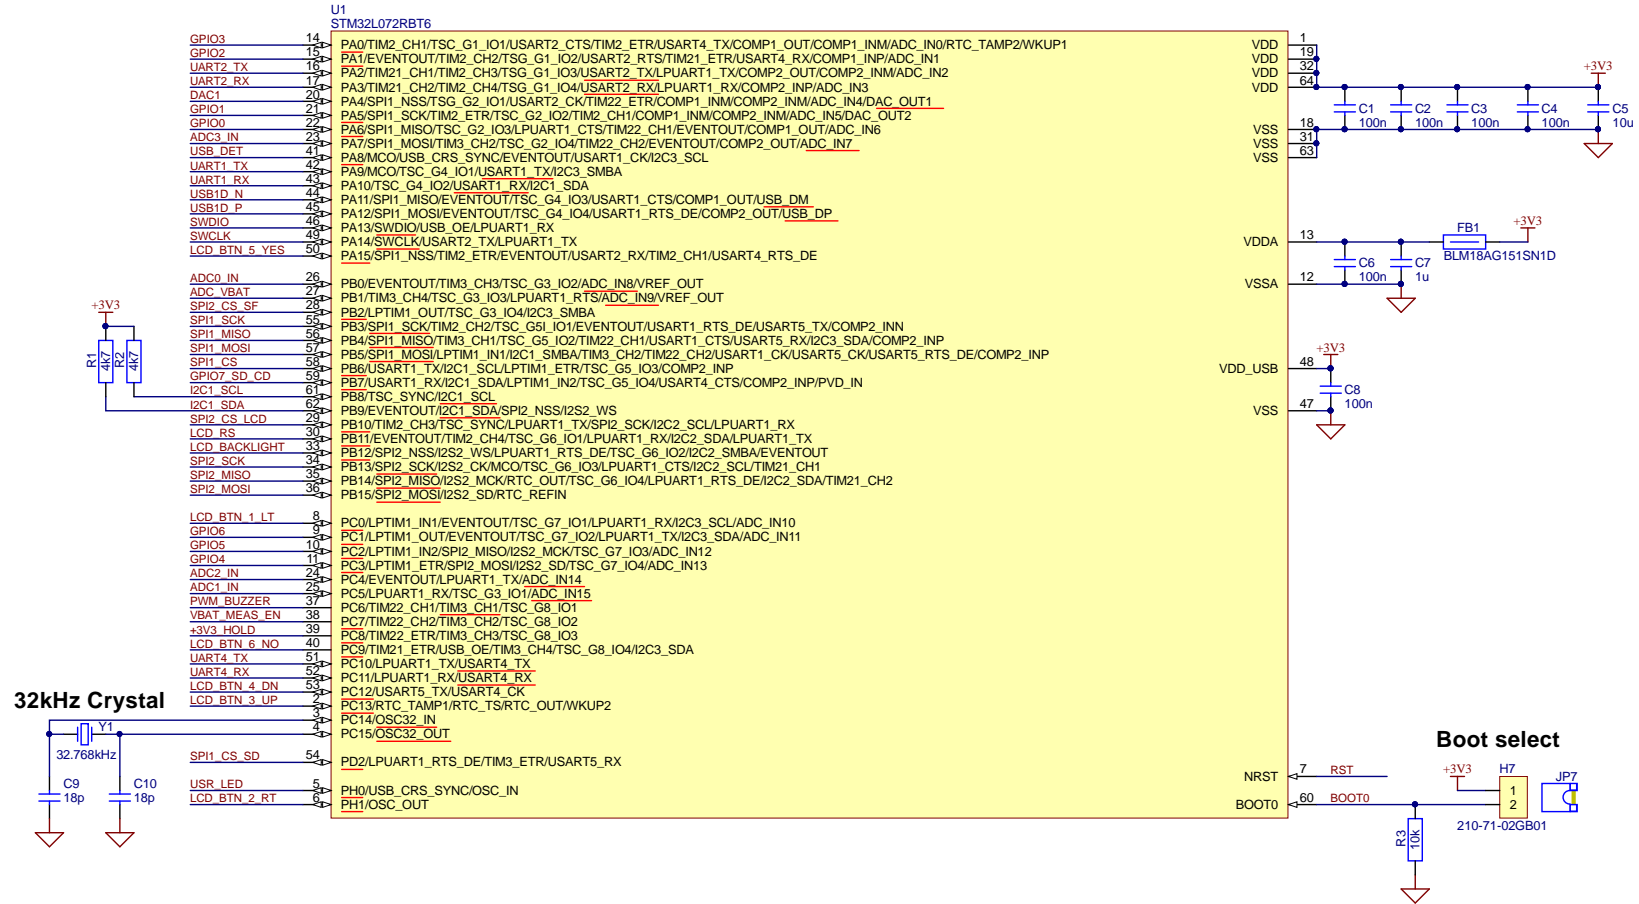 U1
STM32L072RBT6
GPIO3 14 PA0/TIM2_CH1/TSC_G1_IO1/USART2_CTS/TIM2_ETR/USART4_TX/COMP1_OUT/COMP1_INM/ADC_IN0/RTC_TAMP2/WKUP1
GPIO2 15 PA1/EVENTOUT/TIM2_CH2/TSC_G1_IO2/USART2_RTS/TIM21_ETR/USART4_RX/COMP1_INP/ADC_IN1
UART2_TX 16 PA2/TIM21_CH1/TIM2_CH3/TSC_G1_IO3/USART2_TX/LPUART1_TX/COMP2_OUT/COMP2_INM/ADC_IN2
UART2_RX 17 PA3/TIM21_CH2/TIM2_CH4/TSC_G1_IO4/USART2_RX/LPUART1_RX/COMP2_INP/ADC_IN3
DAC1 20 PA4/SPI1_NSS/TSC_G2_IO1/USART2_CK/TIM22_ETR/COMP1_INM/COMP2_INM/ADC_IN4/DAC_OUT1
GPIO1 21 PA5/SPI1_SCK/TIM2_ETR/TSC_G2_IO2/TIM2_CH1/COMP1_INM/COMP2_INM/ADC_IN5/DAC_OUT2
GPIO0 22 PA6/SPI1_MISO/TSC_G2_IO3/LPUART1_CTS/TIM22_CH1/EVENTOUT/COMP1_OUT/ADC_IN6
ADC3_IN 23 PA7/SPI1_MOSI/TIM3_CH2/TSC_G2_IO4/TIM22_CH2/EVENTOUT/COMP2_OUT/ADC_IN7
USB_DET 41 PA8/MCO/USB_CRS_SYNC/EVENTOUT/USART1_CK/I2C3_SCL
UART1_TX 42 PA9/MCO/TSC_G4_IO1/USART1_TX/I2C3_SMBA
UART1_RX 43 PA10/TSC_G4_IO2/USART1_RX/I2C1_SDA
USB1D_N 44 PA11/SPI1_MISO/EVENTOUT/TSC_G4_IO3/USART1_CTS/COMP1_OUT/USB_DM
USB1D_P 45 PA12/SPI1_MOSI/EVENTOUT/TSC_G4_IO4/USART1_RTS_DE/COMP2_OUT/USB_DP
SWDIO 46 PA13/SWDIO/USB_OE/LPUART1_RX
SWCLK 49 PA14/SWCLK/USART2_TX/LPUART1_TX
LCD_BTN_5_YES 50 PA15/SPI1_NSS/TIM2_ETR/EVENTOUT/USART2_RX/TIM2_CH1/USART4_RTS_DE
ADC0_IN 26 PB0/EVENTOUT/TIM3_CH3/TSC_G3_IO2/ADC_IN8/VREF_OUT
ADC_VBAT 27 PB1/TIM3_CH4/TSC_G3_IO3/LPUART1_RTS/ADC_IN9/VREF_OUT
SPI2_CS_SF 28 PB2/LPTIM1_OUT/TSC_G3_IO4/I2C3_SMBA
SPI1_SCK 55 PB3/SPI1_SCK/TIM2_CH2/TSC_G5I_IO1/EVENTOUT/USART1_RTS_DE/USART5_TX/COMP2_INN
SPI1_MISO 56 PB4/SPI1_MISO/TIM3_CH1/TSC_G5_IO2/TIM22_CH1/USART1_CTS/USART5_RX/I2C3_SDA/COMP2_INP
SPI1_MOSI 57 PB5/SPI1_MOSI/LPTIM1_IN1/I2C1_SMBA/TIM3_CH2/TIM22_CH2/USART1_CK/USART5_CK/USART5_RTS_DE/COMP2_INP
SPI1_CS 58 PB6/USART1_TX/I2C1_SCL/LPTIM1_ETR/TSC_G5_IO3/COMP2_INP
GPIO7_SD_CD 59 PB7/USART1_RX/I2C1_SDA/LPTIM1_IN2/TSC_G5_IO4/USART4_CTS/COMP2_INP/PVD_IN
I2C1_SCL 61 PB8/TSC_SYNC/I2C1_SCL
I2C1_SDA 62 PB9/EVENTOUT/I2C1_SDA/SPI2_NSS/I2S2_WS
SPI2_CS_LCD 29 PB10/TIM2_CH3/TSC_SYNC/LPUART1_TX/SPI2_SCK/I2C2_SCL/LPUART1_RX
LCD_RS 30 PB11/EVENTOUT/TIM2_CH4/TSC_G6_IO1/LPUART1_RX/I2C2_SDA/LPUART1_TX
LCD_BACKLIGHT 33 PB12/SPI2_NSS/I2S2_WS/LPUART1_RTS_DE/TSC_G6_IO2/I2C2_SMBA/EVENTOUT
SPI2_SCK 34 PB13/SPI2_SCK/I2S2_CK/MCO/TSC_G6_IO3/LPUART1_CTS/I2C2_SCL/TIM21_CH1
SPI2_MISO 35 PB14/SPI2_MISO/I2S2_MCK/RTC_OUT/TSC_G6_IO4/LPUART1_RTS_DE/I2C2_SDA/TIM21_CH2
SPI2_MOSI 36 PB15/SPI2_MOSI/I2S2_SD/RTC_REFIN
LCD_BTN_1_LT 8 PC0/LPTIM1_IN1/EVENTOUT/TSC_G7_IO1/LPUART1_RX/I2C3_SCL/ADC_IN10
GPIO6 9 PC1/LPTIM1_OUT/EVENTOUT/TSC_G7_IO2/LPUART1_TX/I2C3_SDA/ADC_IN11
GPIO5 10 PC2/LPTIM1_IN2/SPI2_MISO/I2S2_MCK/TSC_G7_IO3/ADC_IN12
GPIO4 11 PC3/LPTIM1_ETR/SPI2_MOSI/I2S2_SD/TSC_G7_IO4/ADC_IN13
ADC2_IN 24 PC4/EVENTOUT/LPUART1_TX/ADC_IN14
ADC1_IN 25 PC5/LPUART1_RX/TSC_G3_IO1/ADC_IN15
PWM_BUZZER 37 PC6/TIM22_CH1/TIM3_CH1/TSC_G8_IO1
VBAT_MEAS_EN 38 PC7/TIM22_CH2/TIM3_CH2/TSC_G8_IO2
+3V3_HOLD 39 PC8/TIM22_ETR/TIM3_CH3/TSC_G8_IO3
LCD_BTN_6_NO 40 PC9/TIM21_ETR/USB_OE/TIM3_CH4/TSC_G8_IO4/I2C3_SDA
UART4_TX 51 PC10/LPUART1_TX/USART4_TX
UART4_RX 52 PC11/LPUART1_RX/USART4_RX
LCD_BTN_4_DN 53 PC12/USART5_TX/USART4_CK
LCD_BTN_3_UP 2 PC13/RTC_TAMP1/RTC_TS/RTC_OUT/WKUP2
3 PC14/OSC32_IN
4 PC15/OSC32_OUT
SPI1_CS_SD 54 PD2/LPUART1_RTS_DE/TIM3_ETR/USART5_RX
USR_LED 5 PH0/USB_CRS_SYNC/OSC_IN
LCD_BTN_2_RT 6 PH1/OSC_OUT
+3V3
R1 4k7
R2 4k7
32kHz Crystal
Y1
32.768kHz
C9
18p
C10
18p
VDD 1
VDD 19
VDD 32
VDD 64
+3V3
C1 100n
C2 100n
C3 100n
C4 100n
C5 10u
VSS 18
VSS 31
VSS 63
VDDA 13
FB1
BLM18AG151SN1D
+3V3
C6 100n
C7 1u
VSSA 12
VDD_USB 48
+3V3
C8 100n
VSS 47
Boot select
NRST 7 RST
BOOT0 60 BOOT0
+3V3
H7
1
2
210-71-02GB01
JP7
R3 10k